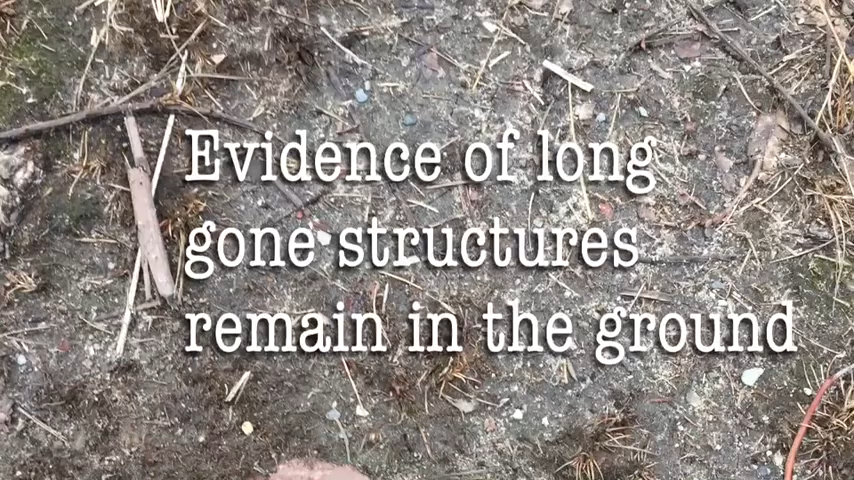 Evidence of long
gone structures
remain in the ground